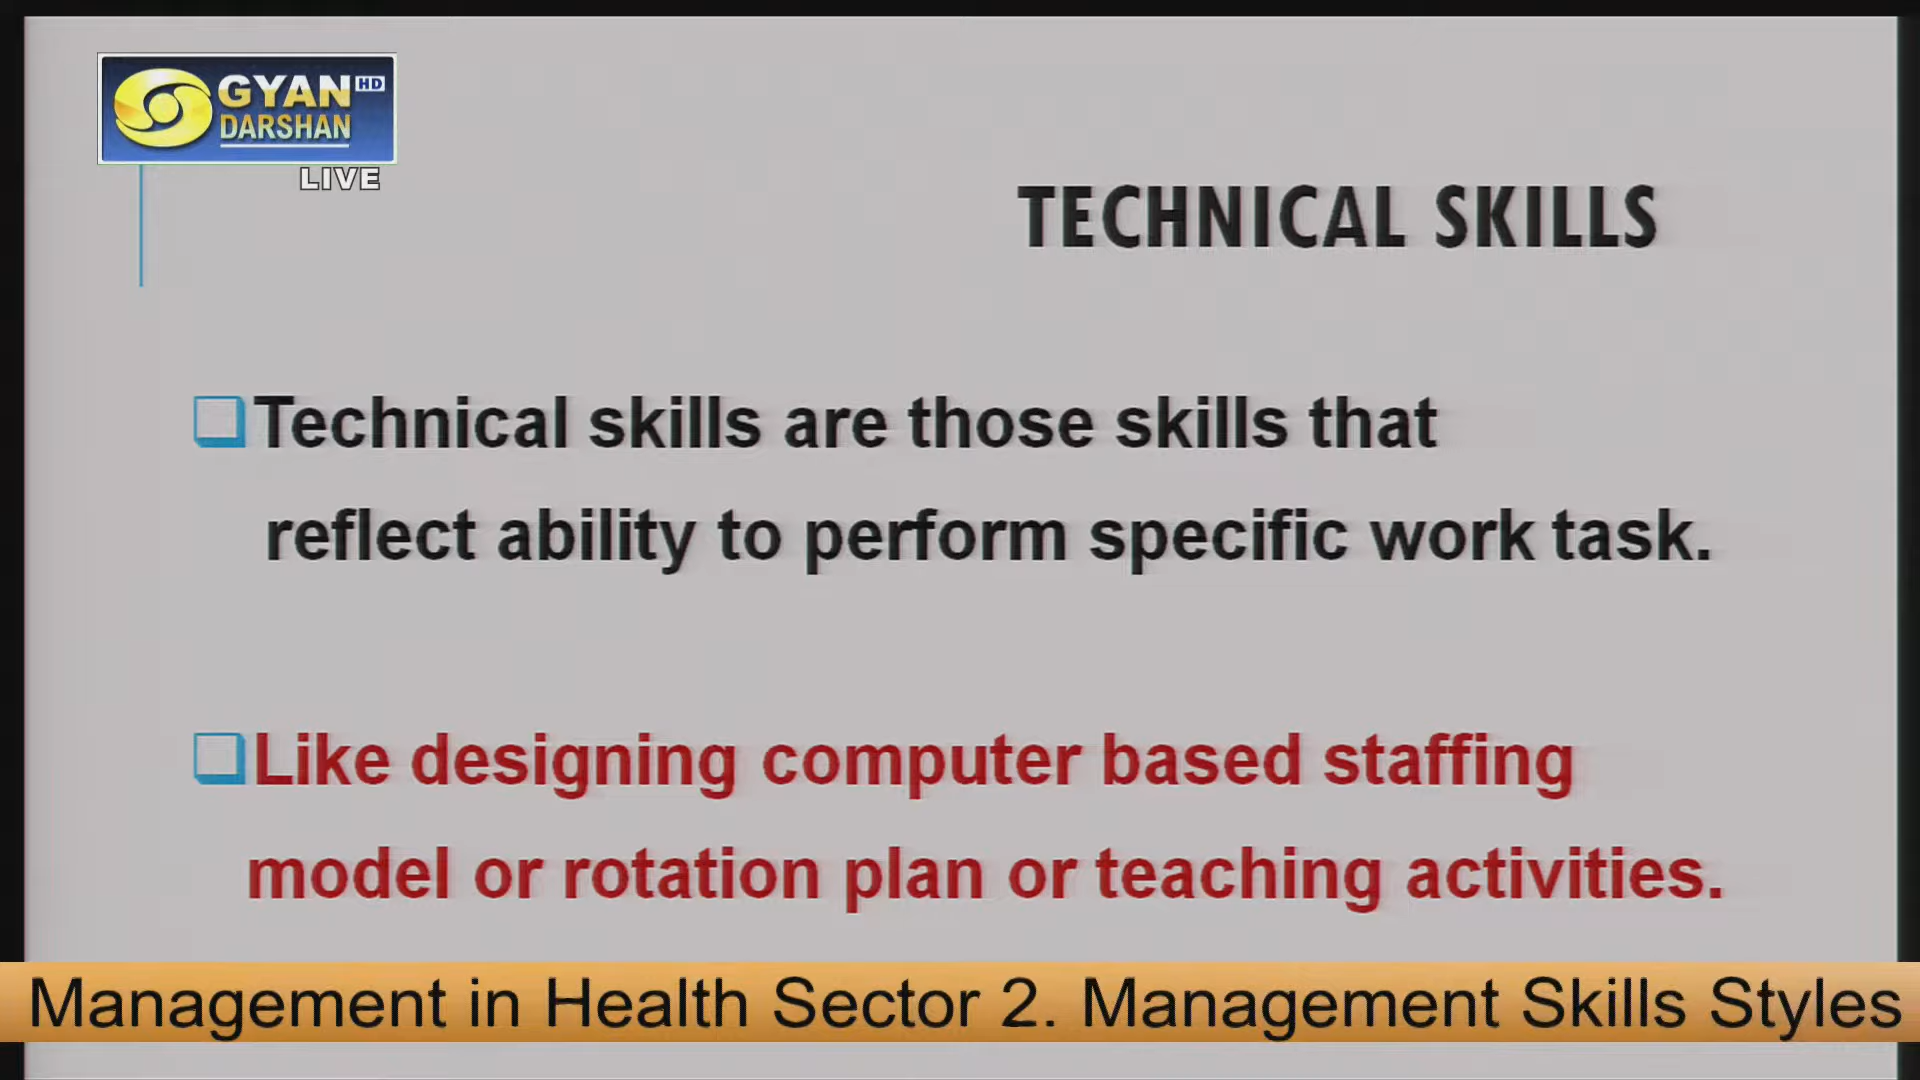 GYAN HD
DARSHAN
LIVE
TECHNICAL SKILLS
Technical skills are those skills that
reflect ability to perform specific work task.
Like designing computer based staffing
model or rotation plan or teaching activities.
Management in Health Sector 2. Management Skills Styles